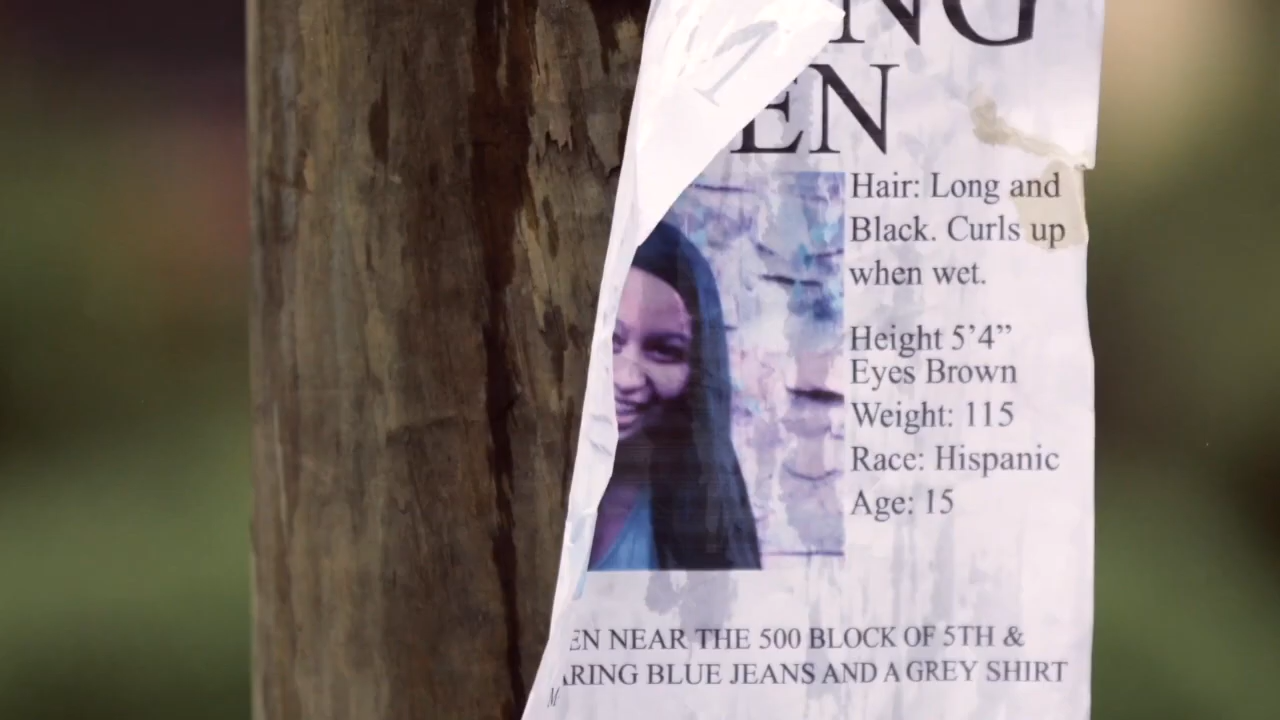 NG
EN
Hair: Long and
Black. Curls up
when wet.
Height 5’4”
Eyes Brown
Weight: 115
Race: Hispanic
Age: 15
EN NEAR THE 500 BLOCK OF 5TH &
ARING BLUE JEANS AND A GREY SHIRT